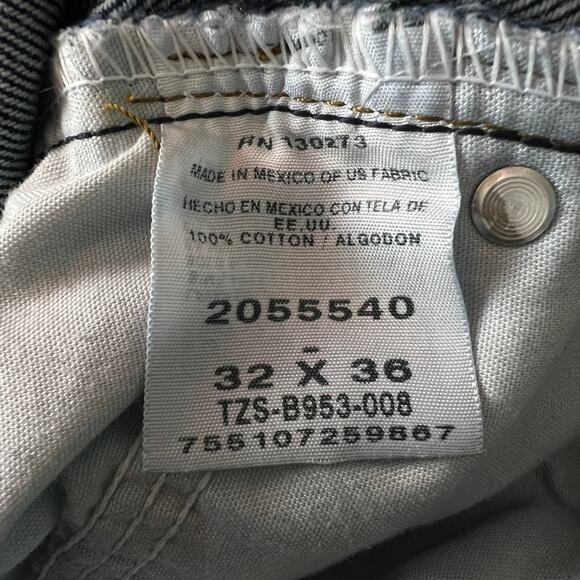 RN 130273
MADE IN MEXICO OF US FABRIC
HECHO EN MEXICO CON TELA DE
EE.UU.
100% COTTON / ALGODON
2055540
-
32 X 36
TZS-B953-008
755107259867